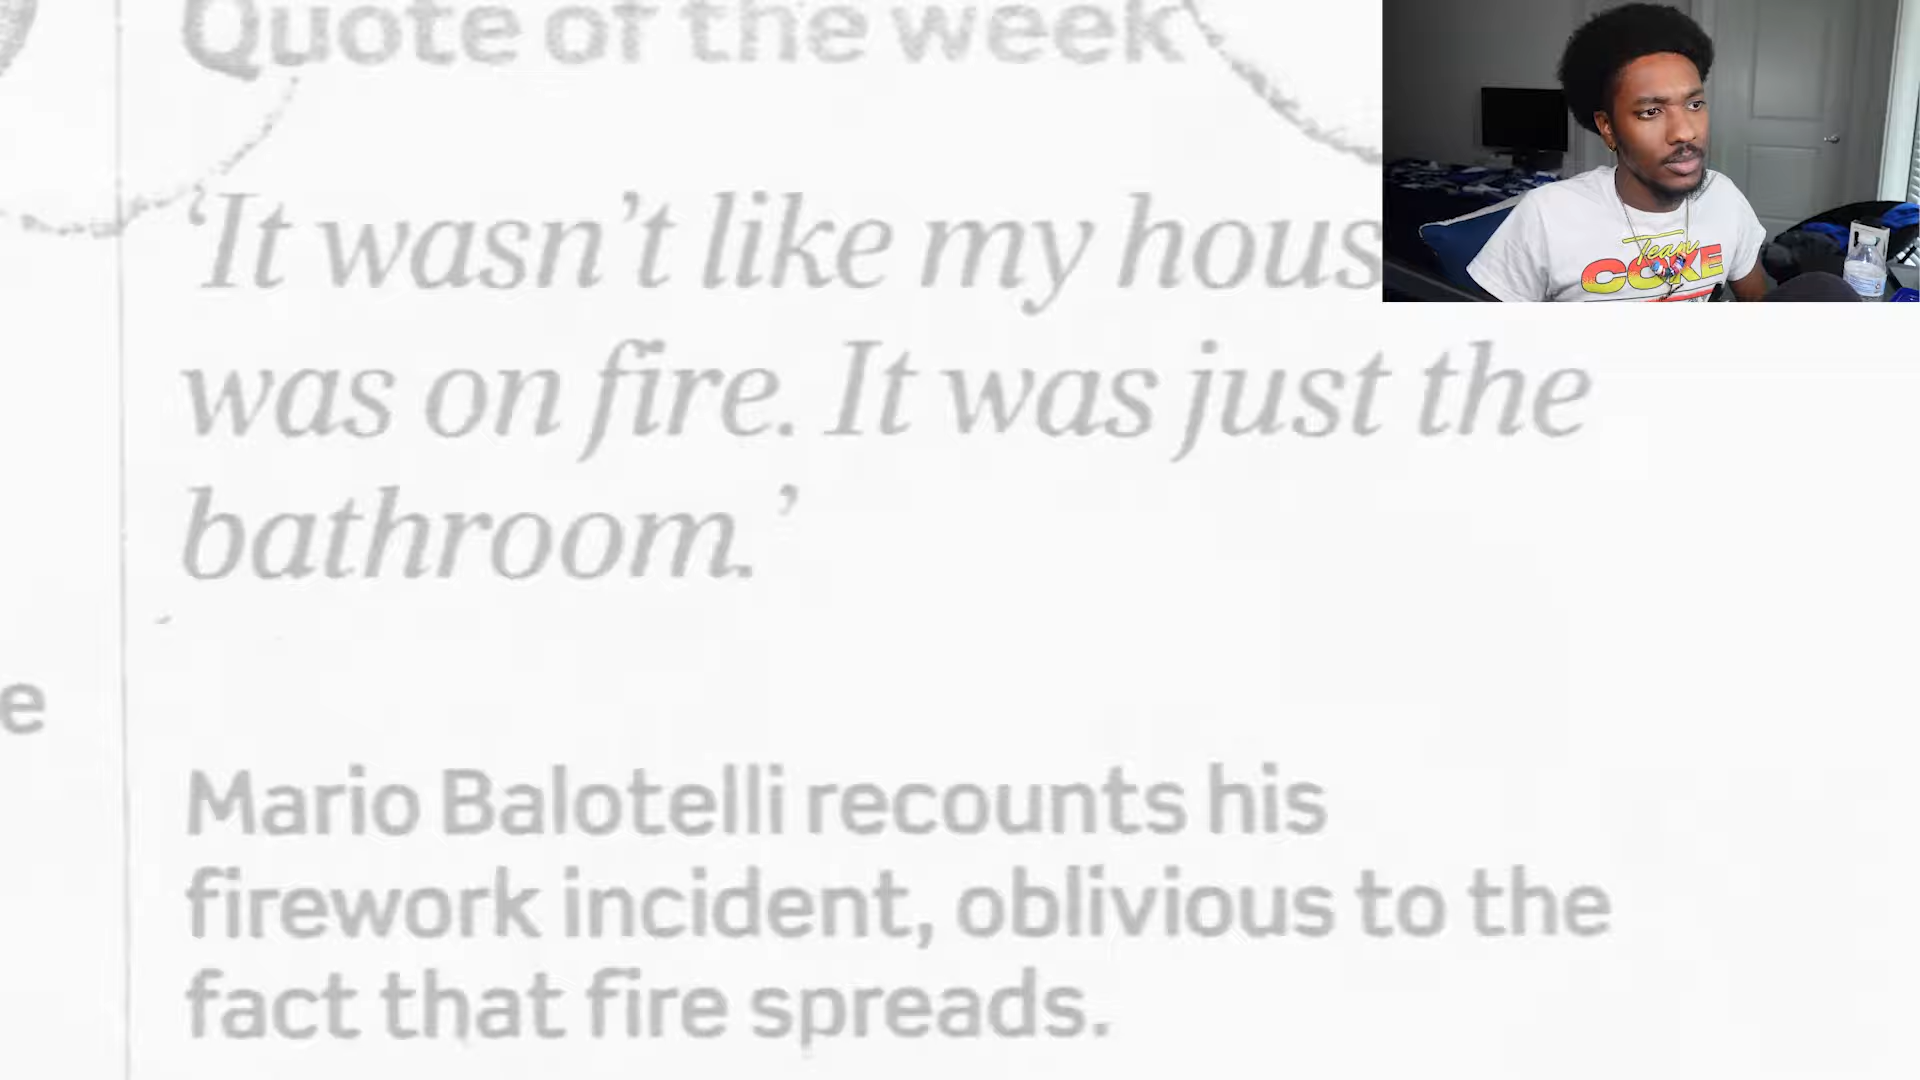 Quote of the week
‘It wasn’t like my hous
was on fire. It was just the
bathroom.’
e
Mario Balotelli recounts his
firework incident, oblivious to the
fact that fire spreads.
Team
COKE